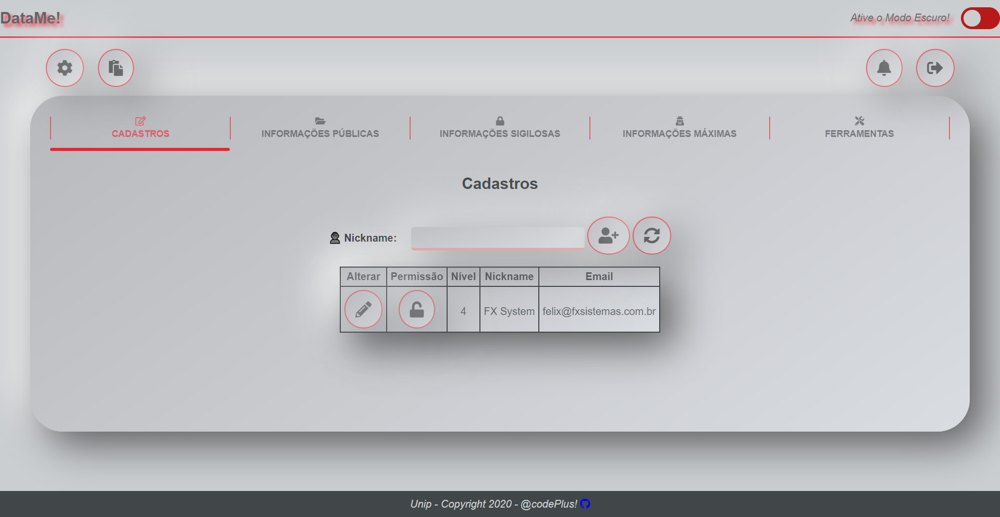 DataMe!
Ative o Modo Escuro!
CADASTROS
INFORMAÇÕES PÚBLICAS
INFORMAÇÕES SIGILOSAS
INFORMAÇÕES MÁXIMAS
FERRAMENTAS
Cadastros
Nickname:
Alterar Permissão Nível Nickname Email
4 FX System felix@fxsistemas.com.br
Unip - Copyright 2020 - @codePlus!